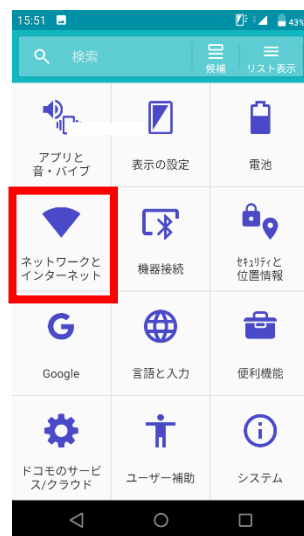 15:51
43%
検索
候補
リスト表示
アプリと
音・バイブ
表示の設定
電池
ネットワークと
インターネット
機器接続
ｾｷｭﾘﾃｨと
位置情報
Google
言語と入力
便利機能
ドコモのサービ
ス/クラウド
ユーザー補助
システム